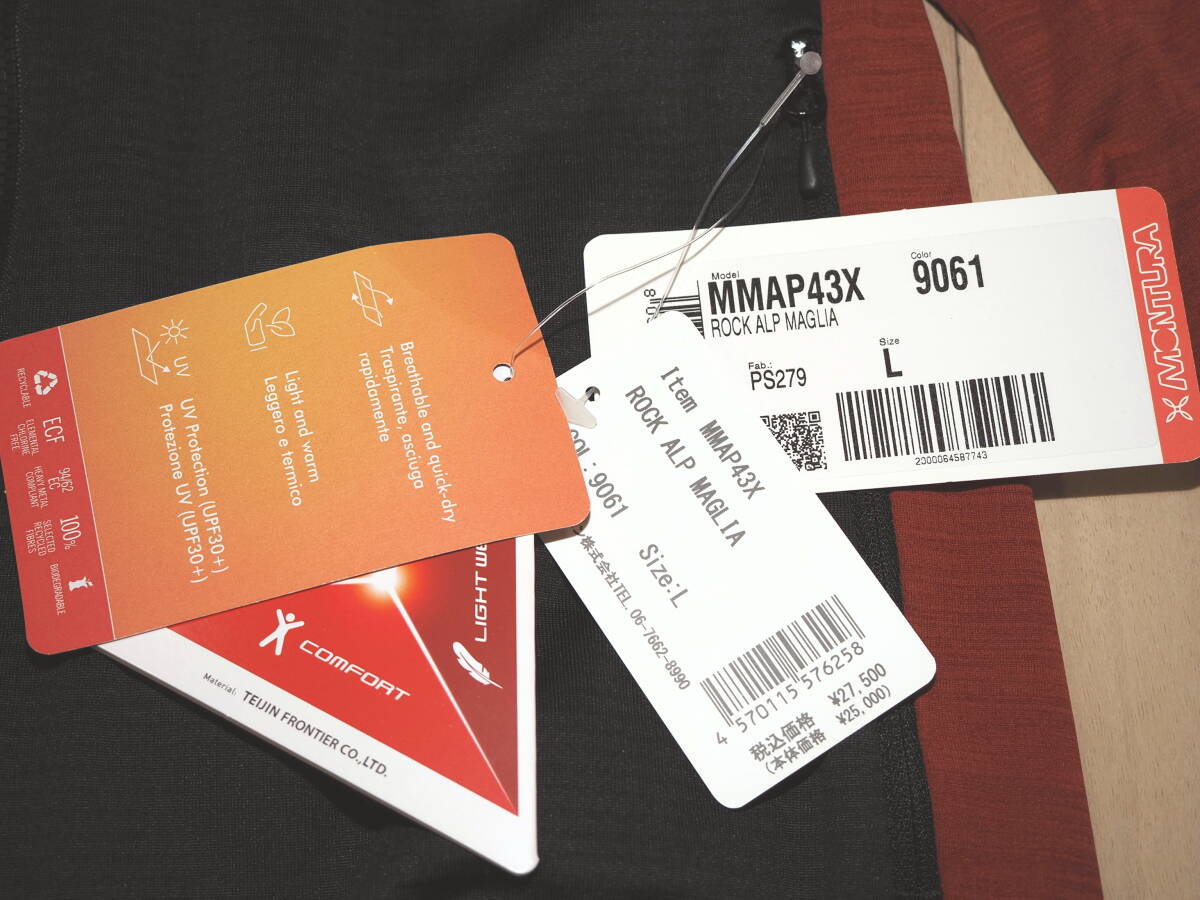 Breathable and quick-dry
Traspirante, asciuga
rapidamente
Light and warm
Leggero e termico
UV
UV Protection (UPF30+)
Protezione UV (UPF30+)
RECYCLABLE
ECF
ELEMENTAL
CHLORINE
FREE
94/62
EC
HEAVY METAL
COMPLIANT
100%
SELECTED
RECYCLED
FIBRES
BIODEGRADABLE
COMFORT
Material: TEIJIN FRONTIER CO., LTD.
Model
MMAP43X
Color
9061
ROCK ALP MAGLIA
Fab.:
PS279
Size
L
2000064587743
MONTURA
Item MMAP43X
ROCK ALP MAGLIA
9061
Size:L
株式会社TEL. 06-7662-8990
4 570115 576258
税込価格 ¥27,500
(本体価格 ¥25,000)